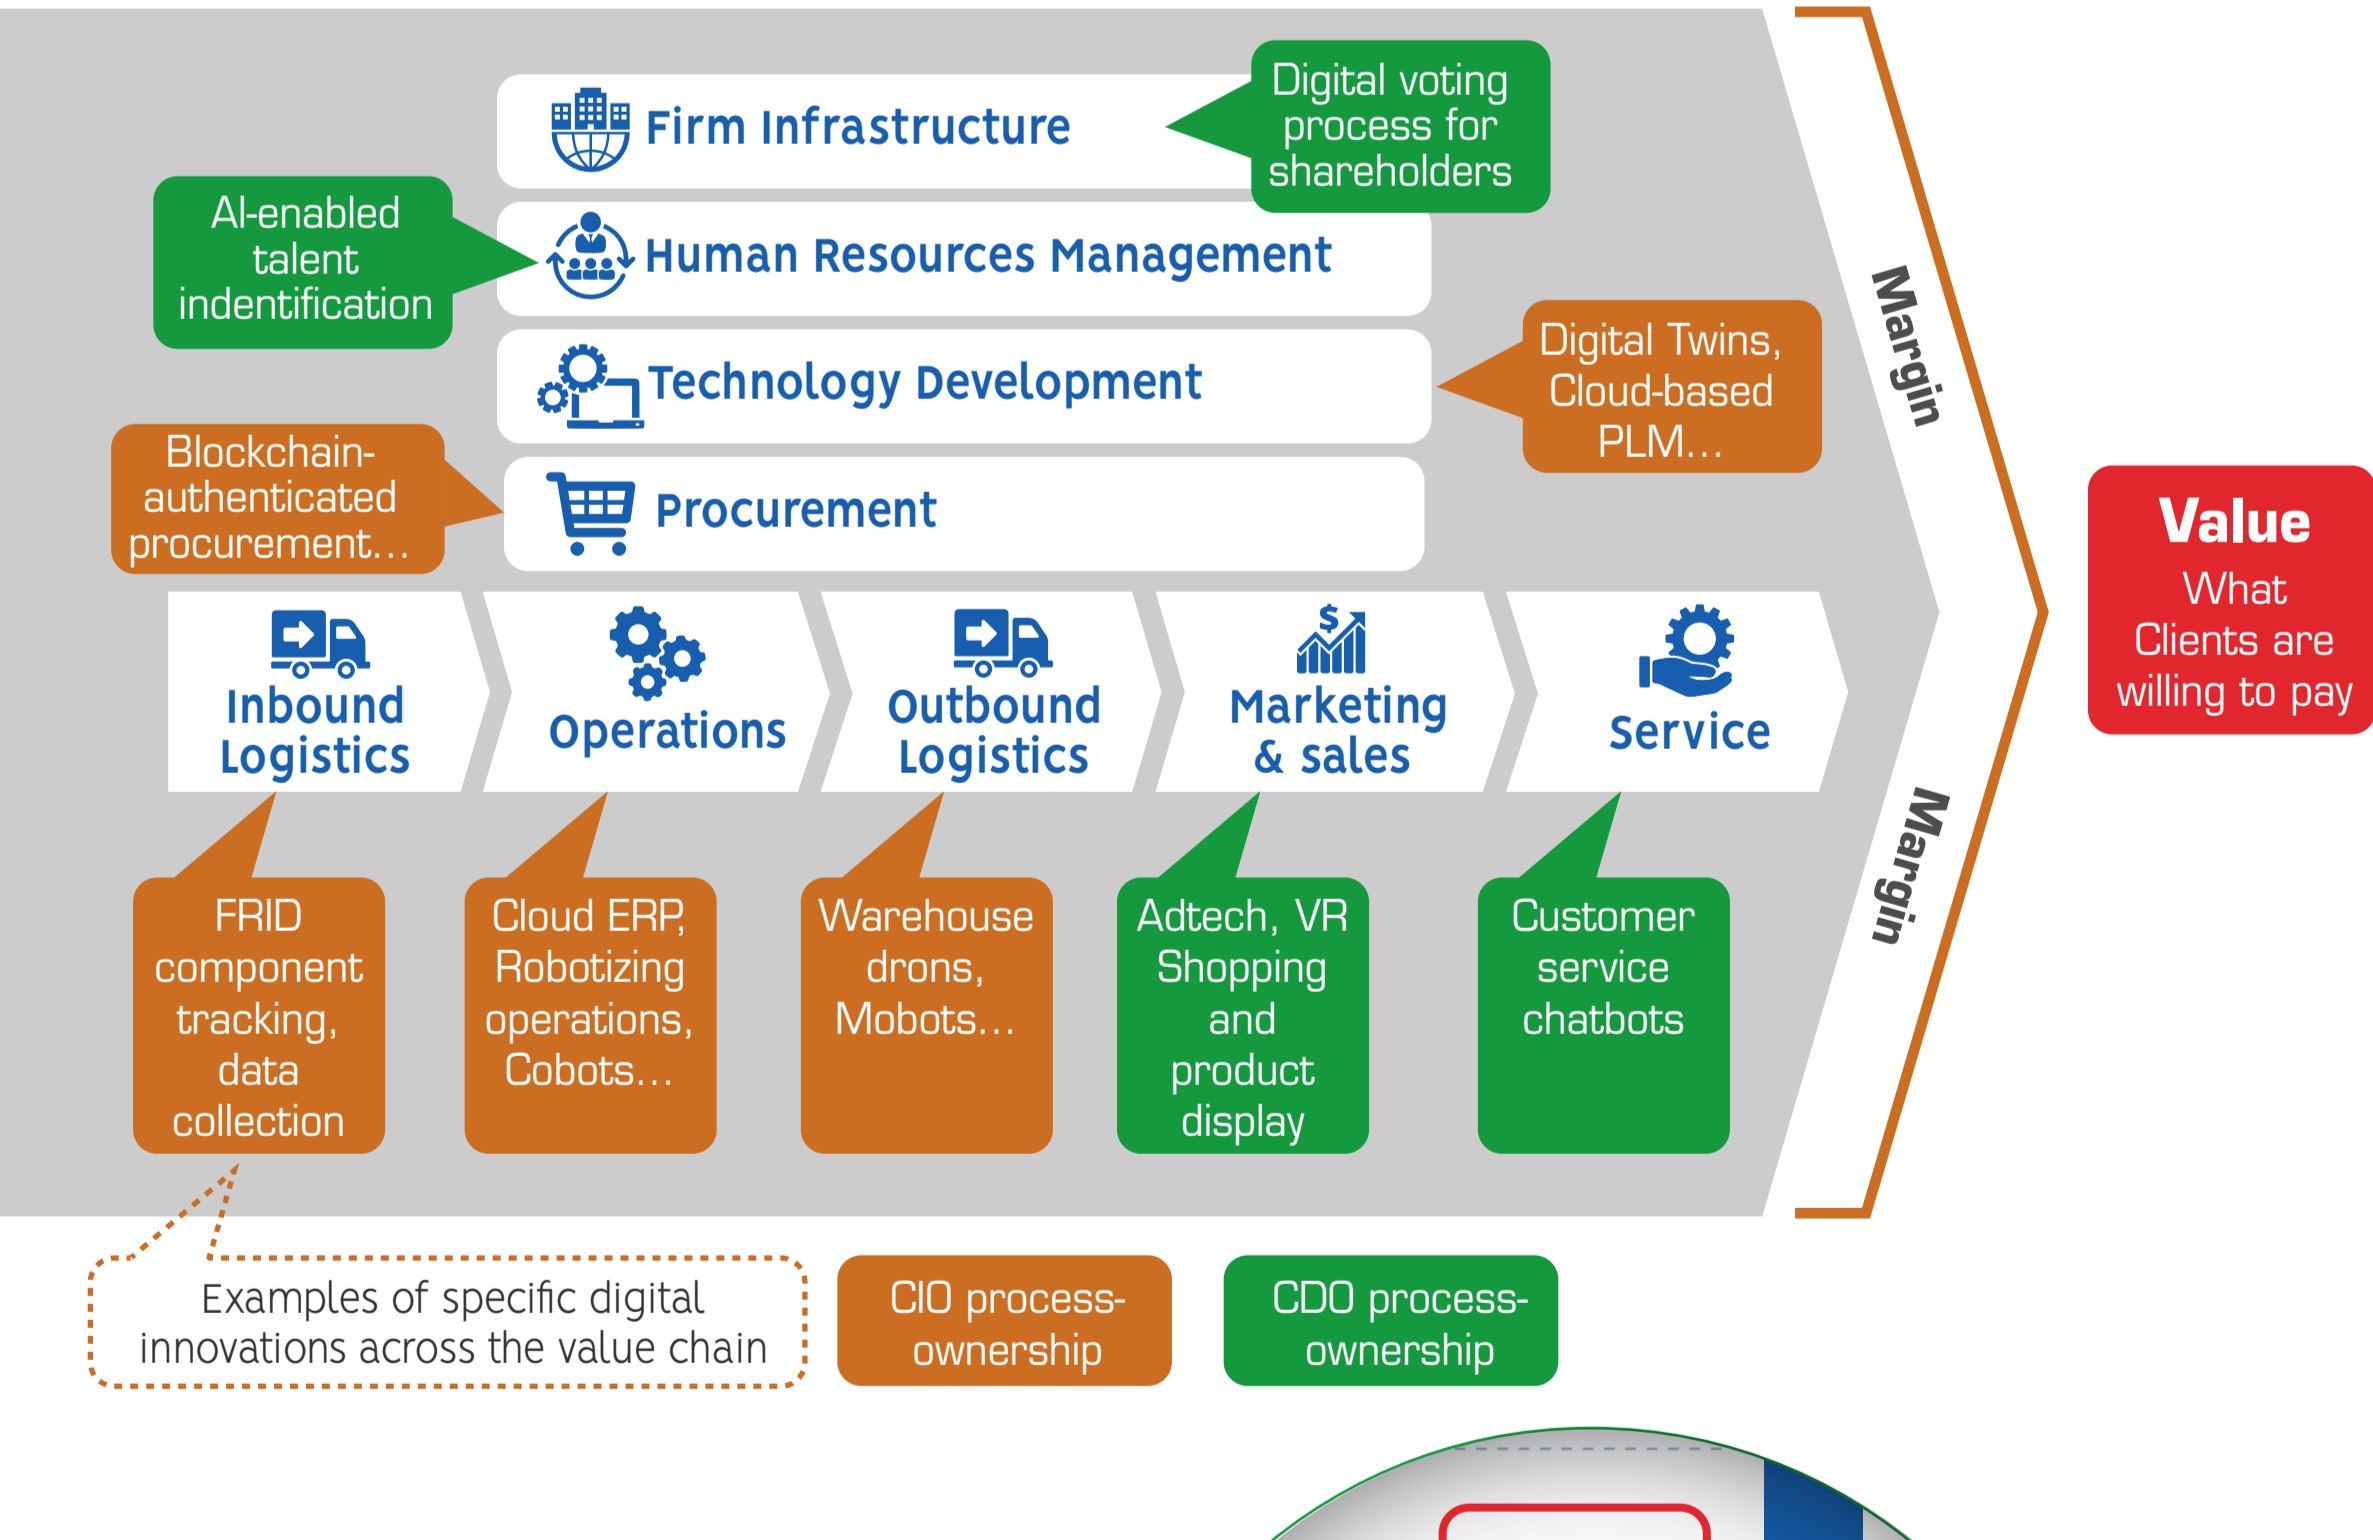 Firm Infrastructure
Digital voting
process for
shareholders
AI-enabled
talent
indentification
Human Resources Management
Technology Development
Digital Twins,
Cloud-based
PLM...
Blockchain-
authenticated
procurement...
Procurement
Margin
Value
What
Clients are
willing to pay
Inbound
Logistics
Operations
Outbound
Logistics
Marketing
& sales
Service
Margin
FRID
component
tracking,
data
collection
Cloud ERP,
Robotizing
operations,
Cobots...
Warehouse
drons,
Mobots...
Adtech, VR
Shopping
and
product
display
Customer
service
chatbots
Examples of specific digital
innovations across the value chain
CIO process-
ownership
CDO process-
ownership